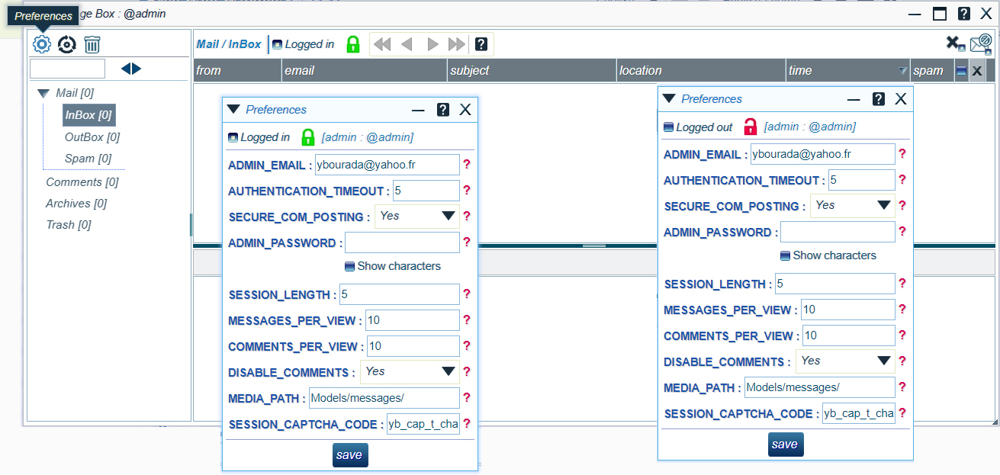 Preferences
ge Box : @admin
Mail / InBox Logged in
from email subject location time spam X
Mail [0]
InBox [0]
OutBox [0]
Spam [0]
Comments [0]
Archives [0]
Trash [0]
Preferences
Logged in [admin : @admin]
ADMIN_EMAIL : ybourada@yahoo.fr ?
AUTHENTICATION_TIMEOUT : 5 ?
SECURE_COM_POSTING : Yes ?
ADMIN_PASSWORD : ?
Show characters
SESSION_LENGTH : 5 ?
MESSAGES_PER_VIEW : 10 ?
COMMENTS_PER_VIEW : 10 ?
DISABLE_COMMENTS : Yes ?
MEDIA_PATH : Models/messages/ ?
SESSION_CAPTCHA_CODE : yb_cap_t_cha ?
save
Preferences
Logged out [admin : @admin]
ADMIN_EMAIL : ybourada@yahoo.fr ?
AUTHENTICATION_TIMEOUT : 5 ?
SECURE_COM_POSTING : Yes ?
ADMIN_PASSWORD : ?
Show characters
SESSION_LENGTH : 5 ?
MESSAGES_PER_VIEW : 10 ?
COMMENTS_PER_VIEW : 10 ?
DISABLE_COMMENTS : Yes ?
MEDIA_PATH : Models/messages/ ?
SESSION_CAPTCHA_CODE : yb_cap_t_cha ?
save